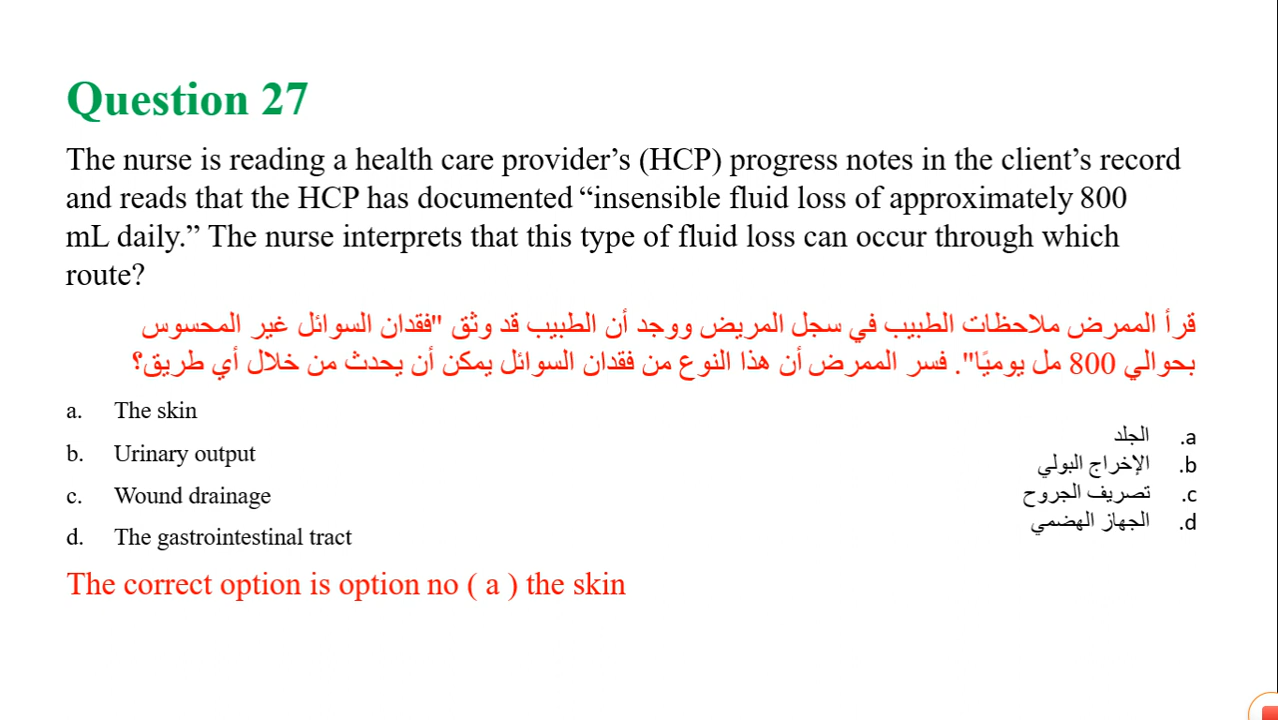 Question 27
The nurse is reading a health care provider’s (HCP) progress notes in the client’s record
and reads that the HCP has documented “insensible fluid loss of approximately 800
mL daily.” The nurse interprets that this type of fluid loss can occur through which
route?
قرأ الممرض ملاحظات الطبيب في سجل المريض ووجد أن الطبيب قد وثق "فقدان السوائل غير المحسوس
بحوالي 800 مل يوميًا". فسر الممرض أن هذا النوع من فقدان السوائل يمكن أن يحدث من خلال أي طريق؟
a. The skin
b. Urinary output
c. Wound drainage
d. The gastrointestinal tract
a. الجلد
b. الإخراج البولي
c. تصريف الجروح
d. الجهاز الهضمي
The correct option is option no ( a ) the skin